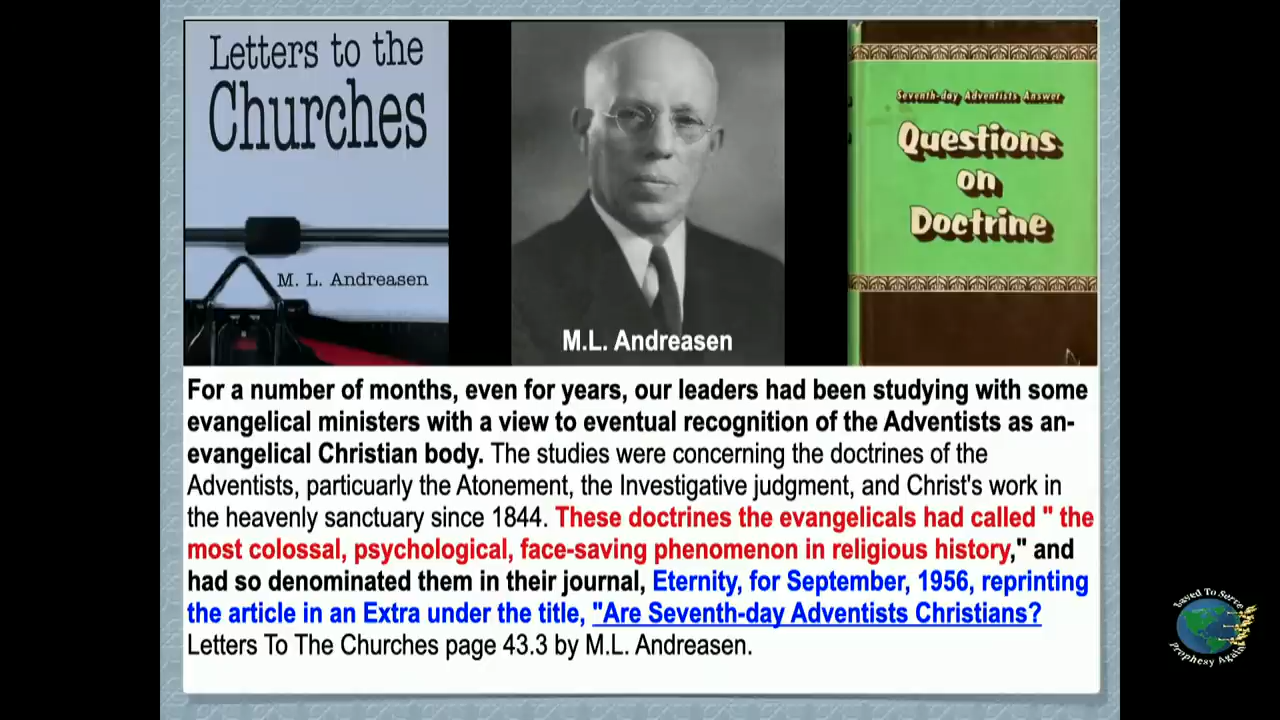 Letters to the
Churches
M. L. Andreasen
M.L. Andreasen
Seventh-day Adventists Answer
Questions
on
Doctrine
For a number of months, even for years, our leaders had been studying with some
evangelical ministers with a view to eventual recognition of the Adventists as an-
evangelical Christian body. The studies were concerning the doctrines of the
Adventists, particuarly the Atonement, the Investigative judgment, and Christ's work in
the heavenly sanctuary since 1844. These doctrines the evangelicals had called " the
most colossal, psychological, face-saving phenomenon in religious history," and
had so denominated them in their journal, Eternity, for September, 1956, reprinting
the article in an Extra under the title, "Are Seventh-day Adventists Christians?
Letters To The Churches page 43.3 by M.L. Andreasen.
Layed To Serve
Prophesy Again